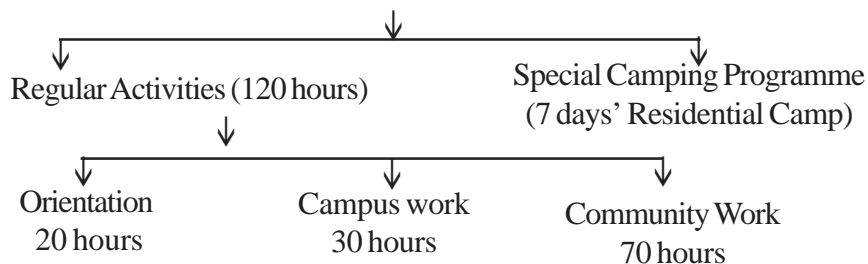 Regular Activities (120 hours)
Special Camping Programme
(7 days’ Residential Camp)
Orientation
20 hours
Campus work
30 hours
Community Work
70 hours